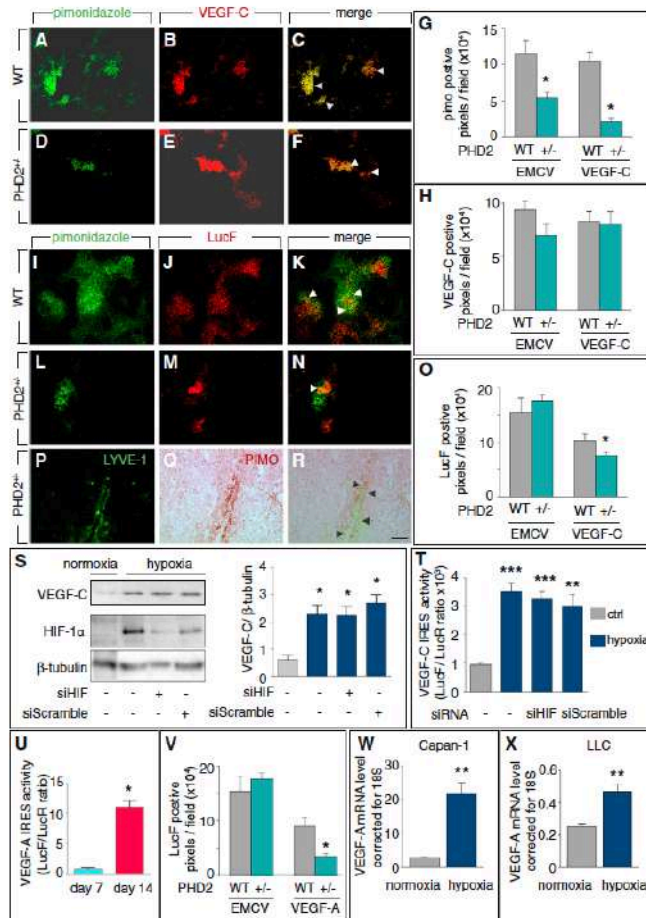 pimonidazole VEGF-C merge
WT
A B C
PHD2+/-
D E F
pimonidazole LucF merge
WT
I J K
PHD2+/-
L M N
PHD2+/-
P LYVE-1 Q PIMO R
G
pimo postive
pixels / field (x10⁴)
15
10
5
0
*
*
PHD2 WT +/- WT +/-
EMCV VEGF-C
H
VEGF-C positive
pixels / field (x10⁴)
10
5
0
PHD2 WT +/- WT +/-
EMCV VEGF-C
O
LucF postive
pixels / field (x10⁴)
20
10
0
*
PHD2 WT +/- WT +/-
EMCV VEGF-C
S
normoxia hypoxia
VEGF-C
HIF-1α
β-tubulin
siHIF - - + -
siScramble - - - +
VEGF-C/ β-tubulin
4
3
2
1
0
* * *
siHIF - - + -
siScramble - - - +
T
VEGF-C IRES activity
(LucF/ LucR ratio x10³)
4
3
2
1
0
*** *** **
siRNA - - siHIF siScramble
ctrl
hypoxia
U
VEGF-A IRES activity
(LucF/LucR ratio)
15
10
5
0
*
day 7 day 14
V
LucF positive
pixels / field (x10⁴)
20
10
0
*
PHD2 WT +/- WT +/-
EMCV VEGF-A
W Capan-1
VEGF-A mRNA level
corrected for 18S
30
20
10
0
**
normoxia hypoxia
X LLC
VEGF-A mRNA level
corrected for 18S
0.6
0.4
0.2
0
**
normoxia hypoxia